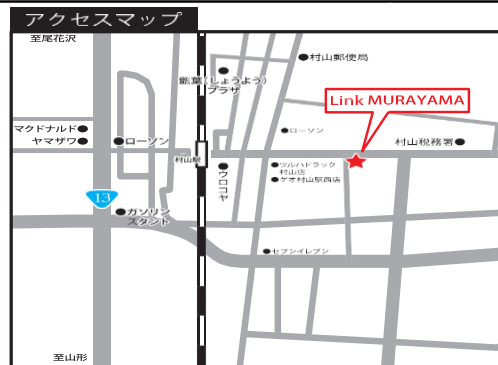 アクセスマップ
至尾花沢
村山郵便局
甑葉(しょうよう)
プラザ
Link MURAYAMA
マクドナルド
ヤマザワ
ローソン
ローソン
村山税務署
村山駅
ウロコヤ
ツルハドラッグ
村山店
ゲオ村山駅西店
13
ガソリン
スタンド
セブンイレブン
至山形